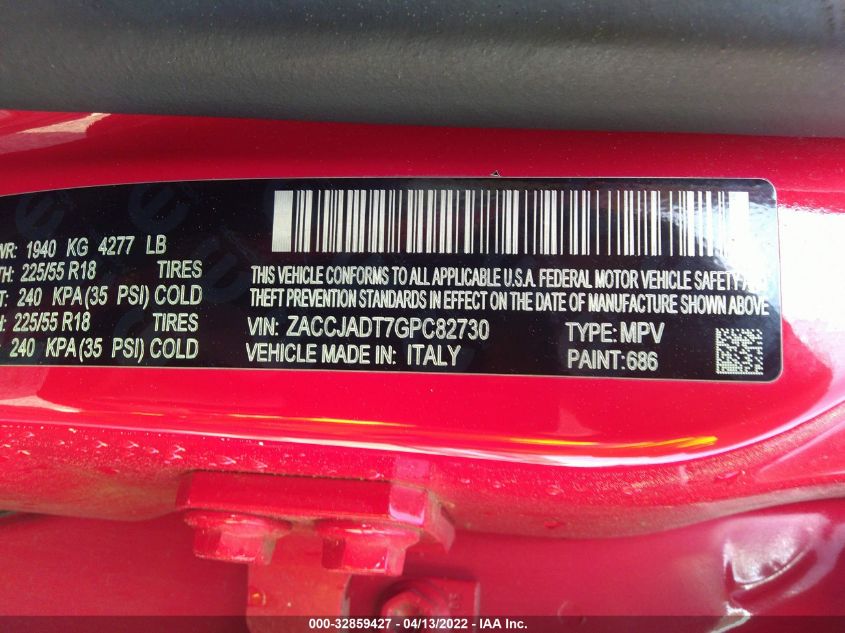 WR: 1940 KG 4277 LB
TH: 225/55 R18 TIRES
T: 240 KPA(35 PSI) COLD
H: 225/55 R18 TIRES
240 KPA(35 PSI) COLD
THIS VEHICLE CONFORMS TO ALL APPLICABLE U.S.A. FEDERAL MOTOR VEHICLE SAFETY AND
THEFT PREVENTION STANDARDS IN EFFECT ON THE DATE OF MANUFACTURE SHOWN ABOVE
VIN: ZACCJADT7GPC82730 TYPE: MPV
VEHICLE MADE IN: ITALY PAINT:686
000-32859427 - 04/13/2022 - IAA Inc.